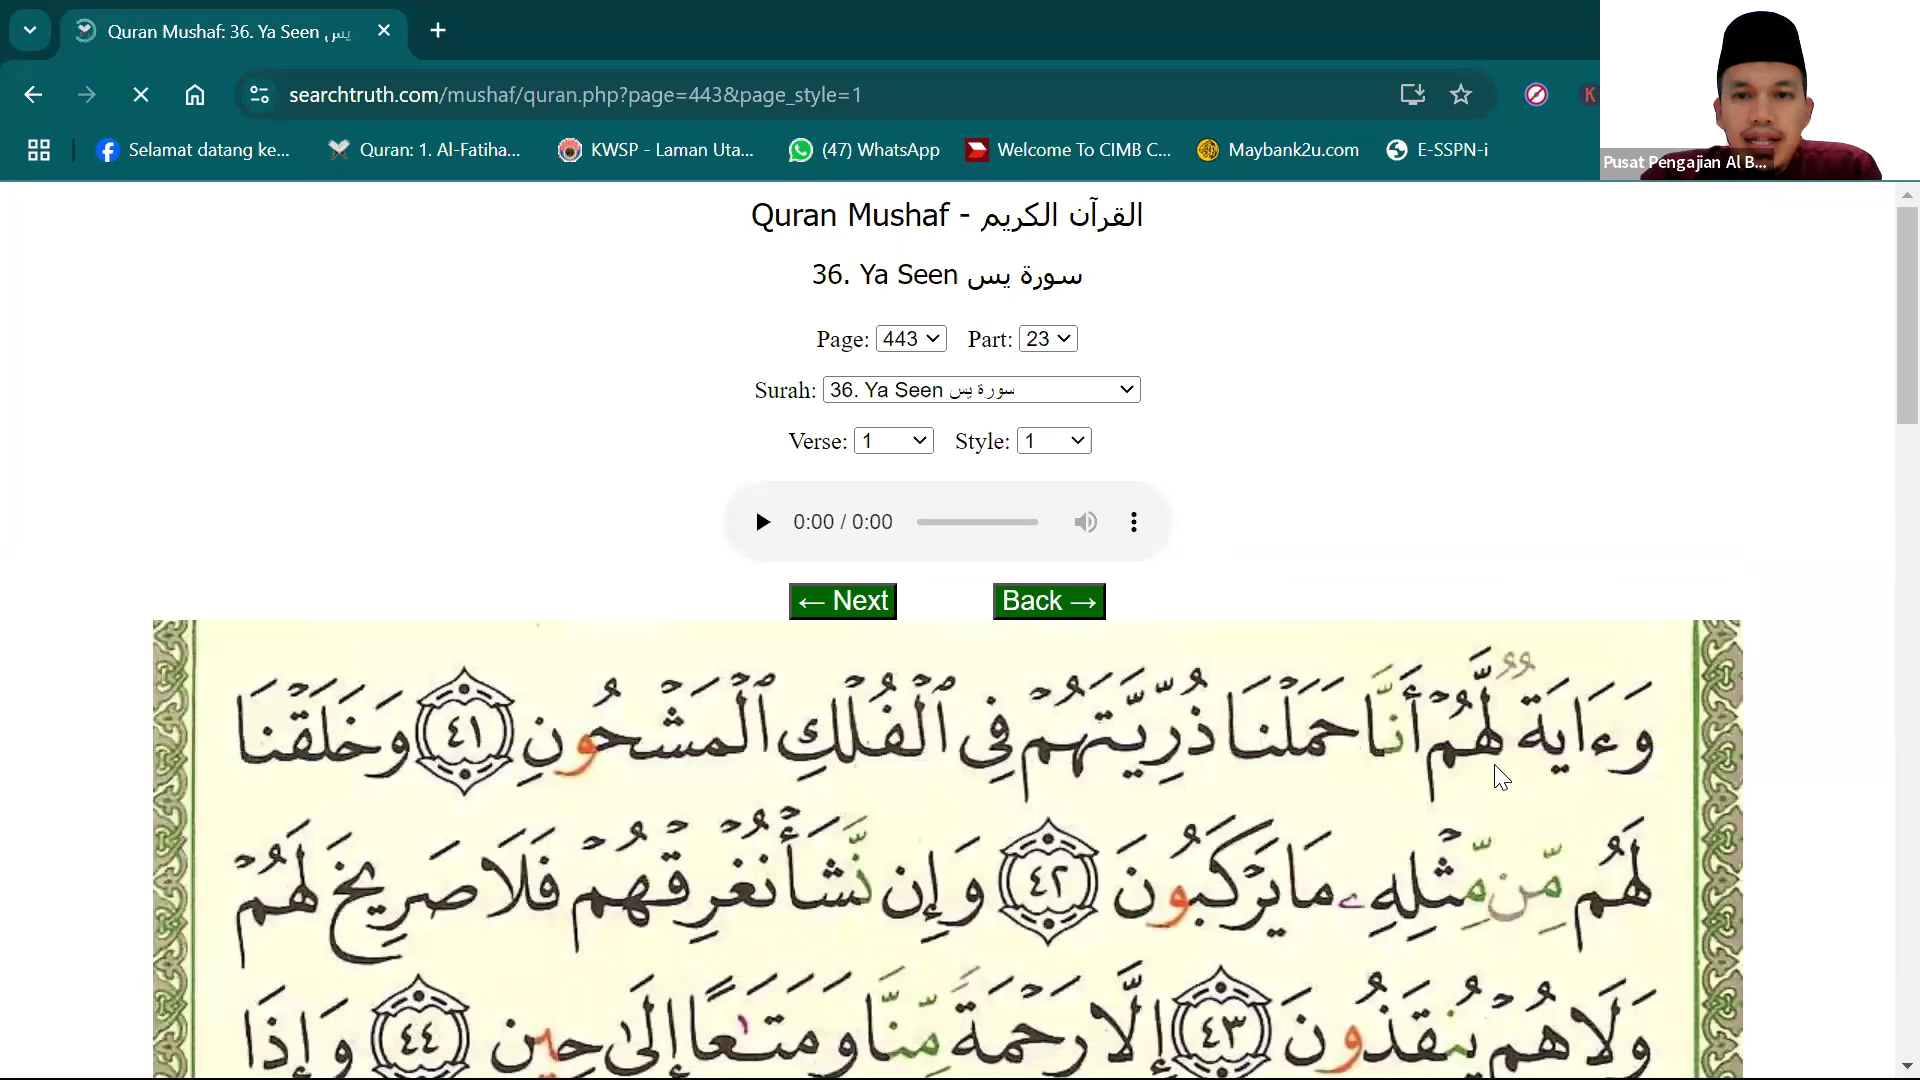 Quran Mushaf: 36. Ya Seen يس
searchtruth.com/mushaf/quran.php?page=443&page_style=1
K
Selamat datang ke...
Quran: 1. Al-Fatiha...
KWSP - Laman Uta...
(47) WhatsApp
Welcome To CIMB C...
Maybank2u.com
E-SSPN-i
Pusat Pengajian Al B...
Quran Mushaf - القرآن الكريم
36. Ya Seen سورة يس
Page: 443 Part: 23
Surah: 36. Ya Seen سورة يس
Verse: 1 Style: 1
0:00 / 0:00
← Next Back →
وَءَايَةٌ لَّهُمْ أَنَّا حَمَلْنَا ذُرِّيَّتَهُمْ فِى ٱلْفُلْكِ ٱلْمَشْحُونِ ٤١ وَخَلَقْنَا
لَهُم مِّن مِّثْلِهِۦ مَا يَرْكَبُونَ ٤٢ وَإِن نَّشَأْ نُغْرِقْهُمْ فَلَا صَرِيخَ لَهُمْ
وَلَا هُمْ يُنقَذُونَ ٤٣ إِلَّا رَحْمَةً مِّنَّا وَمَتَـٰعًا إِلَىٰ حِينٍ ٤٤ وَإِذَا